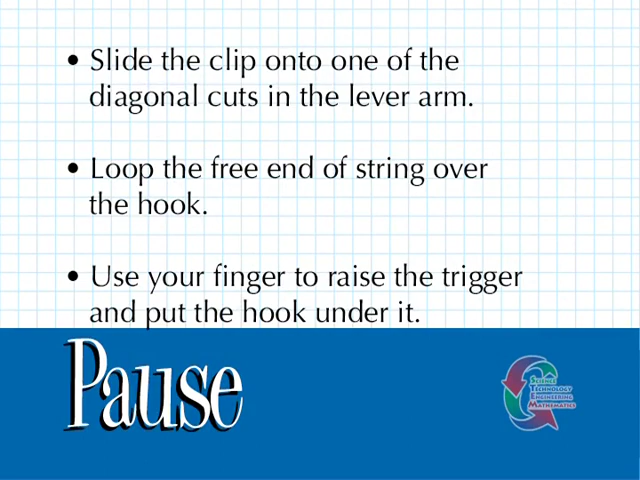 • Slide the clip onto one of the
diagonal cuts in the lever arm.
• Loop the free end of string over
the hook.
• Use your finger to raise the trigger
and put the hook under it.
Pause
Science
Technology
Engineering
Mathematics